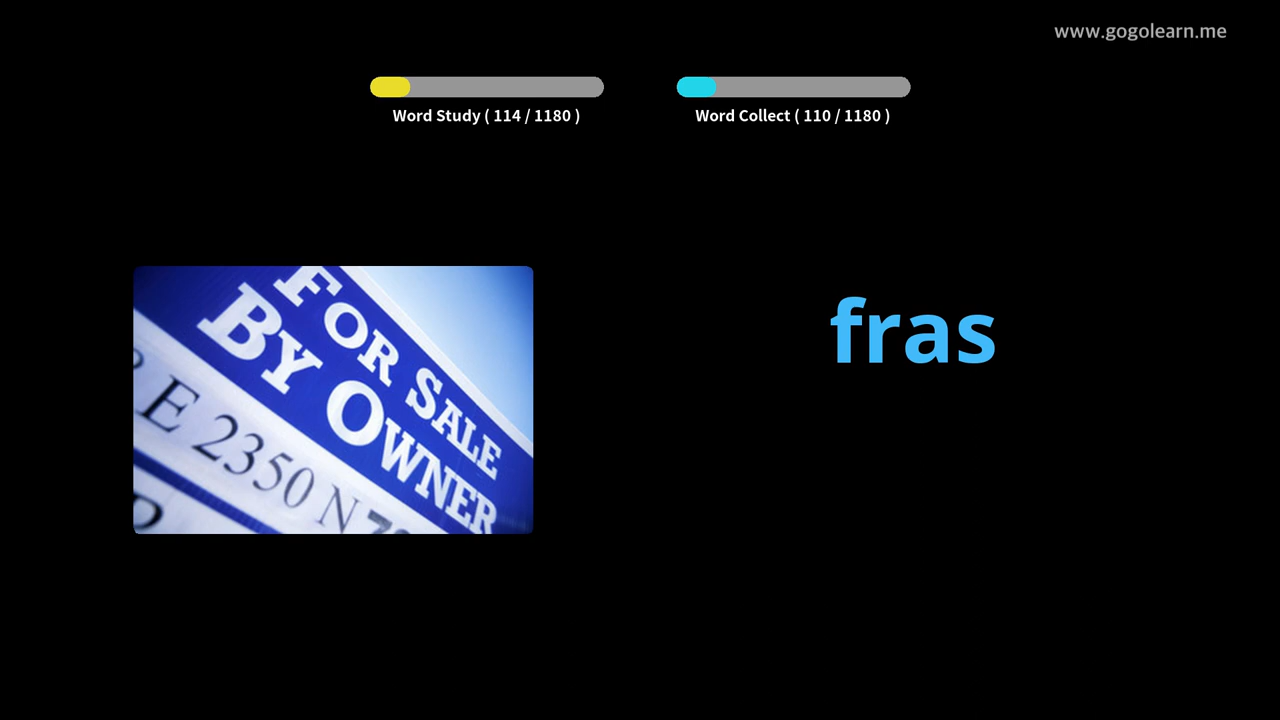 www.gogolearn.me
Word Study ( 114 / 1180 )
Word Collect ( 110 / 1180 )
FOR SALE
BY OWNER
E 2350 N
fras